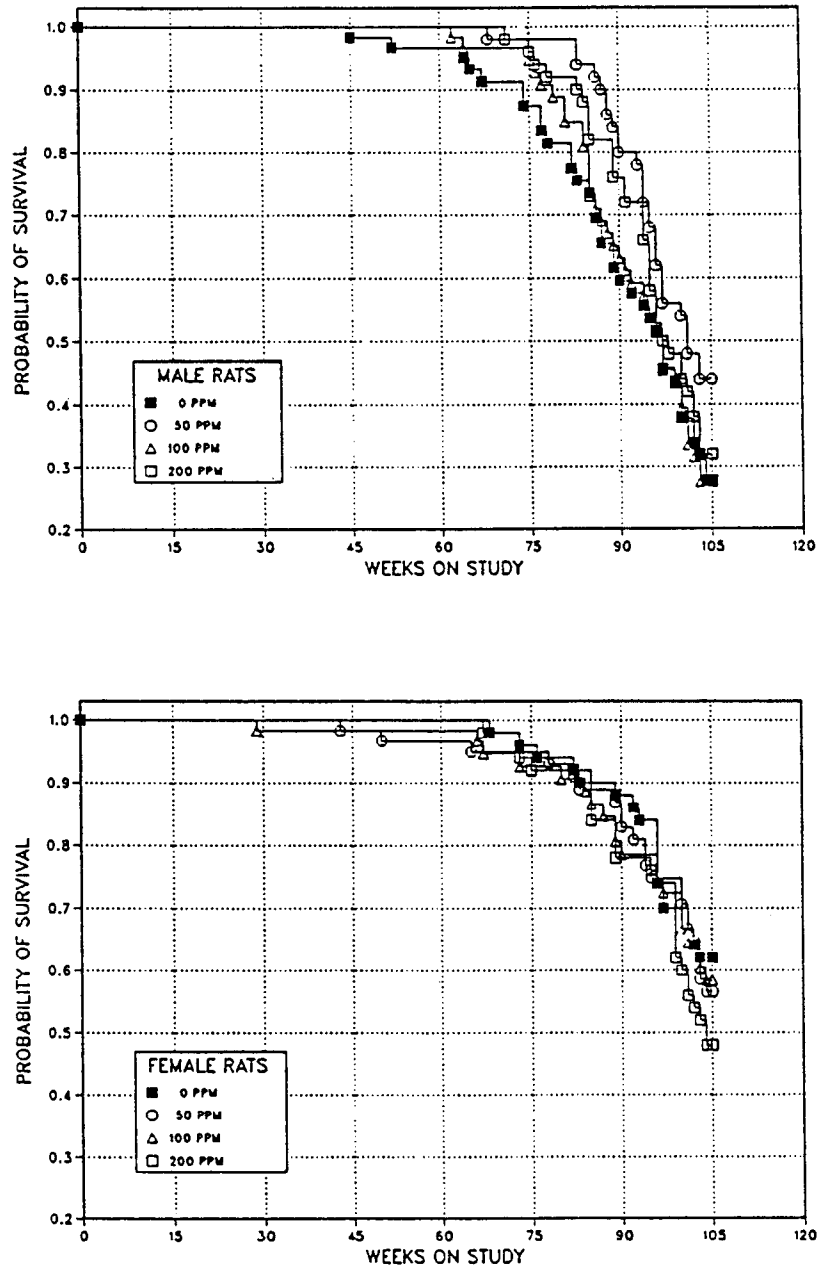 1.0
0.9
0.8
0.7
0.6
0.5
0.4
0.3
0.2
PROBABILITY OF SURVIVAL
MALE RATS
0 PPM
50 PPM
100 PPM
200 PPM
0 15 30 45 60 75 90 105 120
WEEKS ON STUDY
1.0
0.9
0.8
0.7
0.6
0.5
0.4
0.3
0.2
PROBABILITY OF SURVIVAL
FEMALE RATS
0 PPM
50 PPM
100 PPM
200 PPM
0 15 30 45 60 75 90 105 120
WEEKS ON STUDY